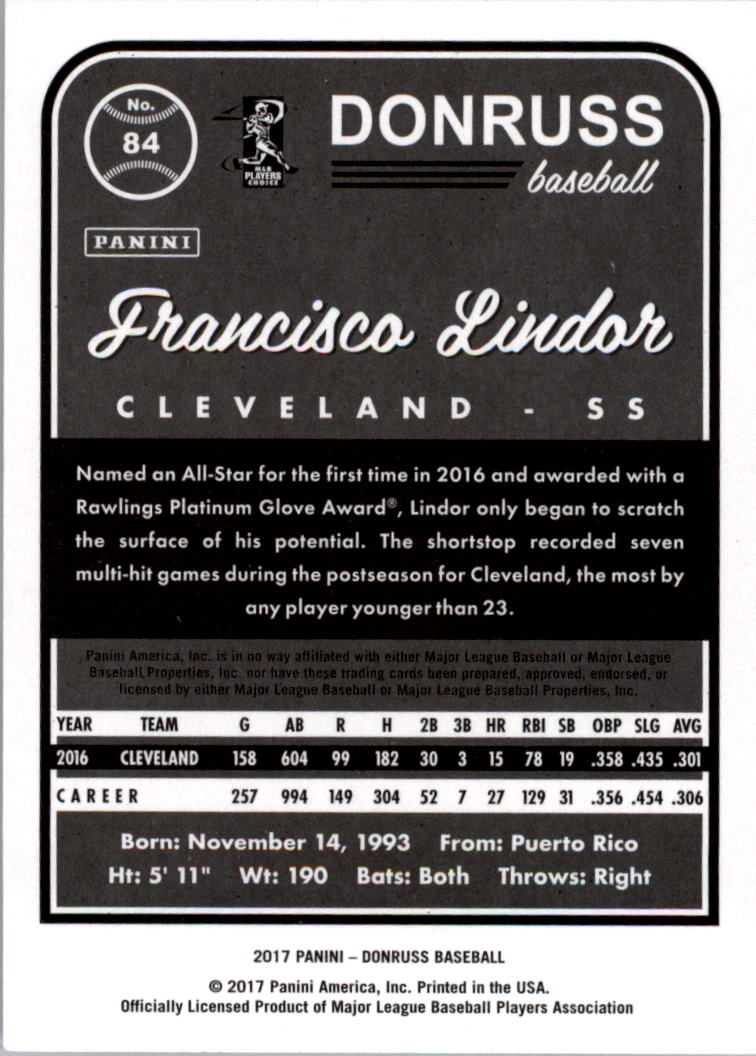 No.
84
MLB
PLAYERS
CHOICE
DONRUSS
baseball
PANINI
Francisco Lindor
CLEVELAND - SS
Named an All-Star for the first time in 2016 and awarded with a
Rawlings Platinum Glove Award®, Lindor only began to scratch
the surface of his potential. The shortstop recorded seven
multi-hit games during the postseason for Cleveland, the most by
any player younger than 23.
Panini America, Inc. is in no way affiliated with either Major League Baseball or Major League
Baseball Properties, Inc. nor have these trading cards been prepared, approved, endorsed, or
licensed by either Major League Baseball or Major League Baseball Properties, Inc.
YEAR TEAM G AB R H 2B 3B HR RBI SB OBP SLG AVG
2016 CLEVELAND 158 604 99 182 30 3 15 78 19 .358 .435 .301
CAREER 257 994 149 304 52 7 27 129 31 .356 .454 .306
Born: November 14, 1993 From: Puerto Rico
Ht: 5' 11" Wt: 190 Bats: Both Throws: Right
2017 PANINI – DONRUSS BASEBALL
© 2017 Panini America, Inc. Printed in the USA.
Officially Licensed Product of Major League Baseball Players Association